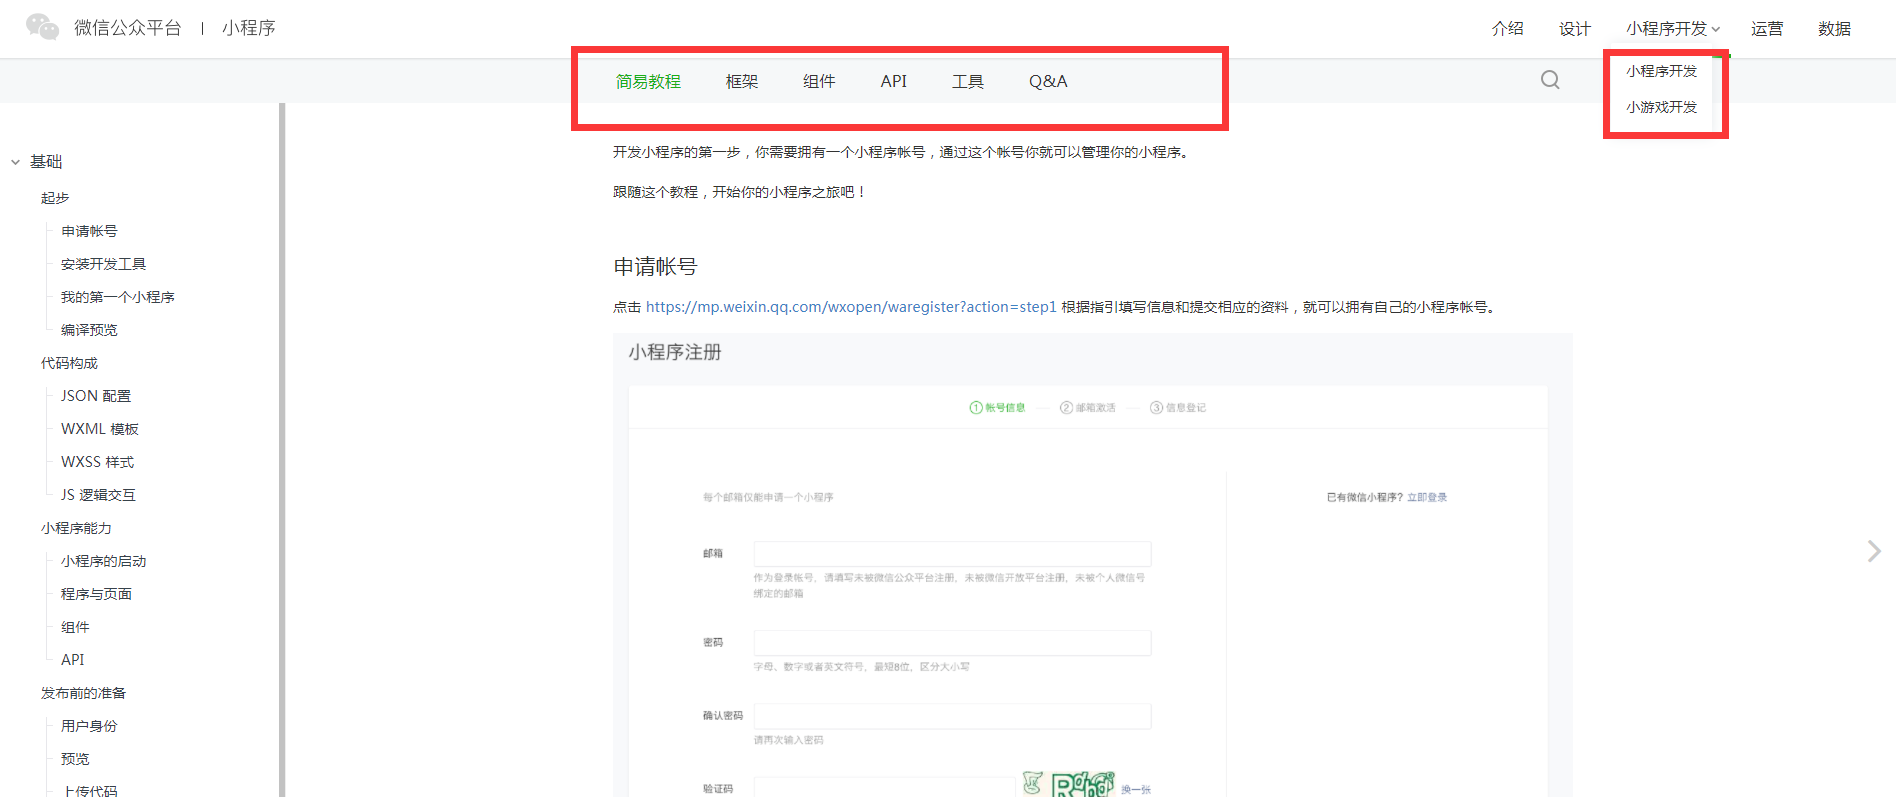 微信公众平台 | 小程序
介绍 设计 小程序开发 运营 数据
简易教程 框架 组件 API 工具 Q&A
小程序开发
小游戏开发
基础
起步
申请帐号
安装开发工具
我的第一个小程序
编译预览
代码构成
JSON 配置
WXML 模板
WXSS 样式
JS 逻辑交互
小程序能力
小程序的启动
程序与页面
组件
API
发布前的准备
用户身份
预览
上传代码
开发小程序的第一步，你需要拥有一个小程序帐号，通过这个帐号你就可以管理你的小程序。
跟随这个教程，开始你的小程序之旅吧！
申请帐号
点击 https://mp.weixin.qq.com/wxopen/waregister?action=step1 根据指引填写信息和提交相应的资料，就可以拥有自己的小程序帐号。
小程序注册
1 帐号信息 2 邮箱激活 3 信息登记
每个邮箱仅能申请一个小程序
已有微信小程序？立即登录
邮箱
作为登录帐号，请填写未被微信公众平台注册，未被微信开放平台注册，未被个人微信号
绑定的邮箱
密码
字母、数字或者英文符号，最短8位，区分大小写
确认密码
请再次输入密码
验证码
换一张